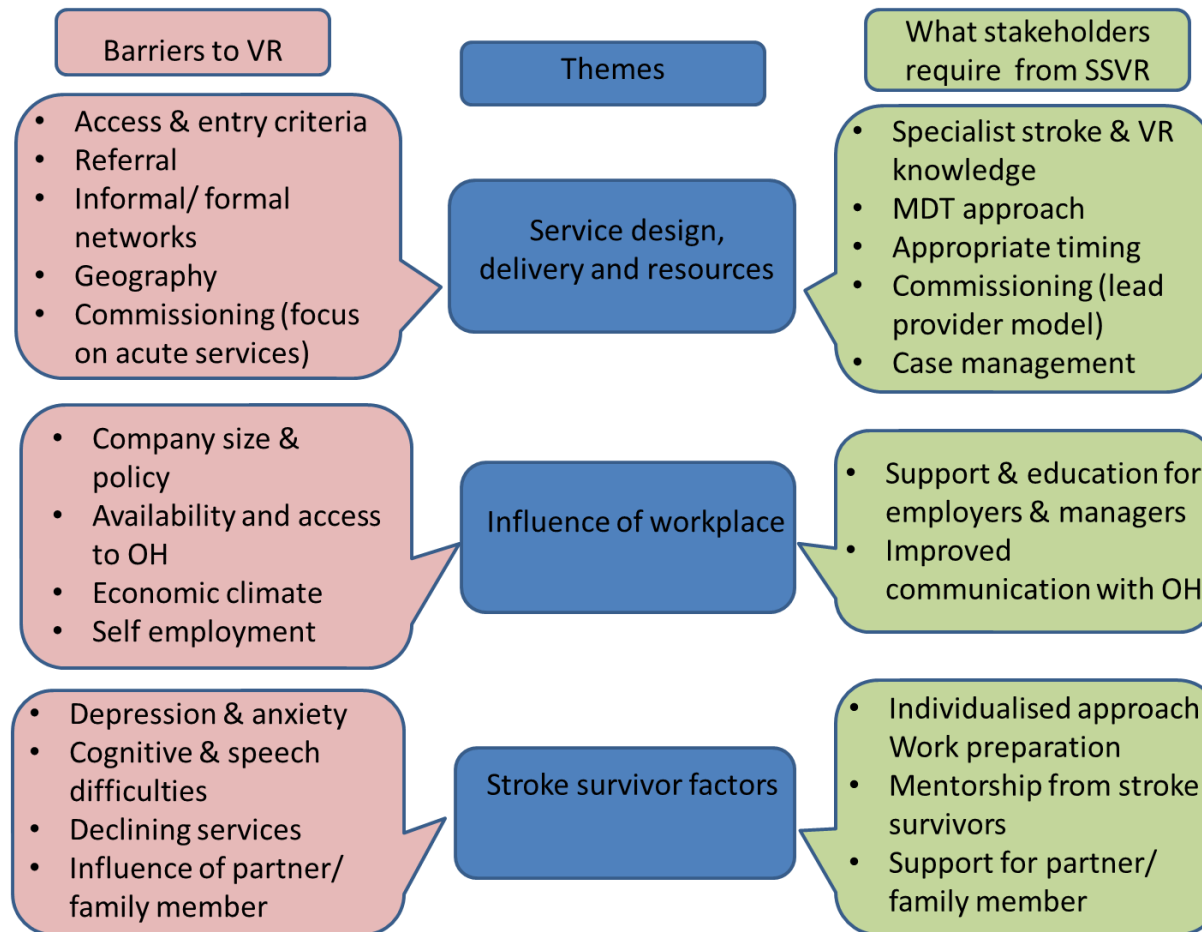 Barriers to VR
Themes
What stakeholders
require from SSVR
• Access & entry criteria
• Referral
• Informal/ formal
networks
• Geography
• Commissioning (focus
on acute services)
Service design,
delivery and resources
• Specialist stroke & VR
knowledge
• MDT approach
• Appropriate timing
• Commissioning (lead
provider model)
• Case management
• Company size &
policy
• Availability and access
to OH
• Economic climate
• Self employment
Influence of workplace
• Support & education for
employers & managers
• Improved
communication with OH
• Depression & anxiety
• Cognitive & speech
difficulties
• Declining services
• Influence of partner/
family member
Stroke survivor factors
• Individualised approach
Work preparation
• Mentorship from stroke
survivors
• Support for partner/
family member